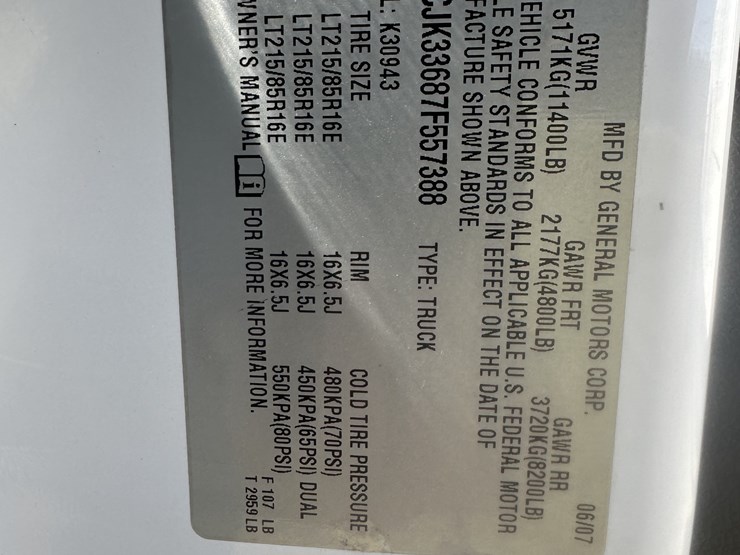 MFD BY GENERAL MOTORS CORP. 06/07
GVWR GAWR FRT GAWR RR
5171KG(11400LB) 2177KG(4800LB) 3720KG(8200LB)
EHICLE CONFORMS TO ALL APPLICABLE U.S. FEDERAL MOTOR
LE SAFETY STANDARDS IN EFFECT ON THE DATE OF
FACTURE SHOWN ABOVE.
CJK33687F557388 TYPE: TRUCK
L: K30943
TIRE SIZE RIM COLD TIRE PRESSURE
LT215/85R16E 16X6.5J 480KPA(70PSI)
LT215/85R16E 16X6.5J 450KPA(65PSI) DUAL
LT215/85R16E 16X6.5J 550KPA(80PSI)
WNER'S MANUAL FOR MORE INFORMATION.
F 107 LB
T 2959 LB